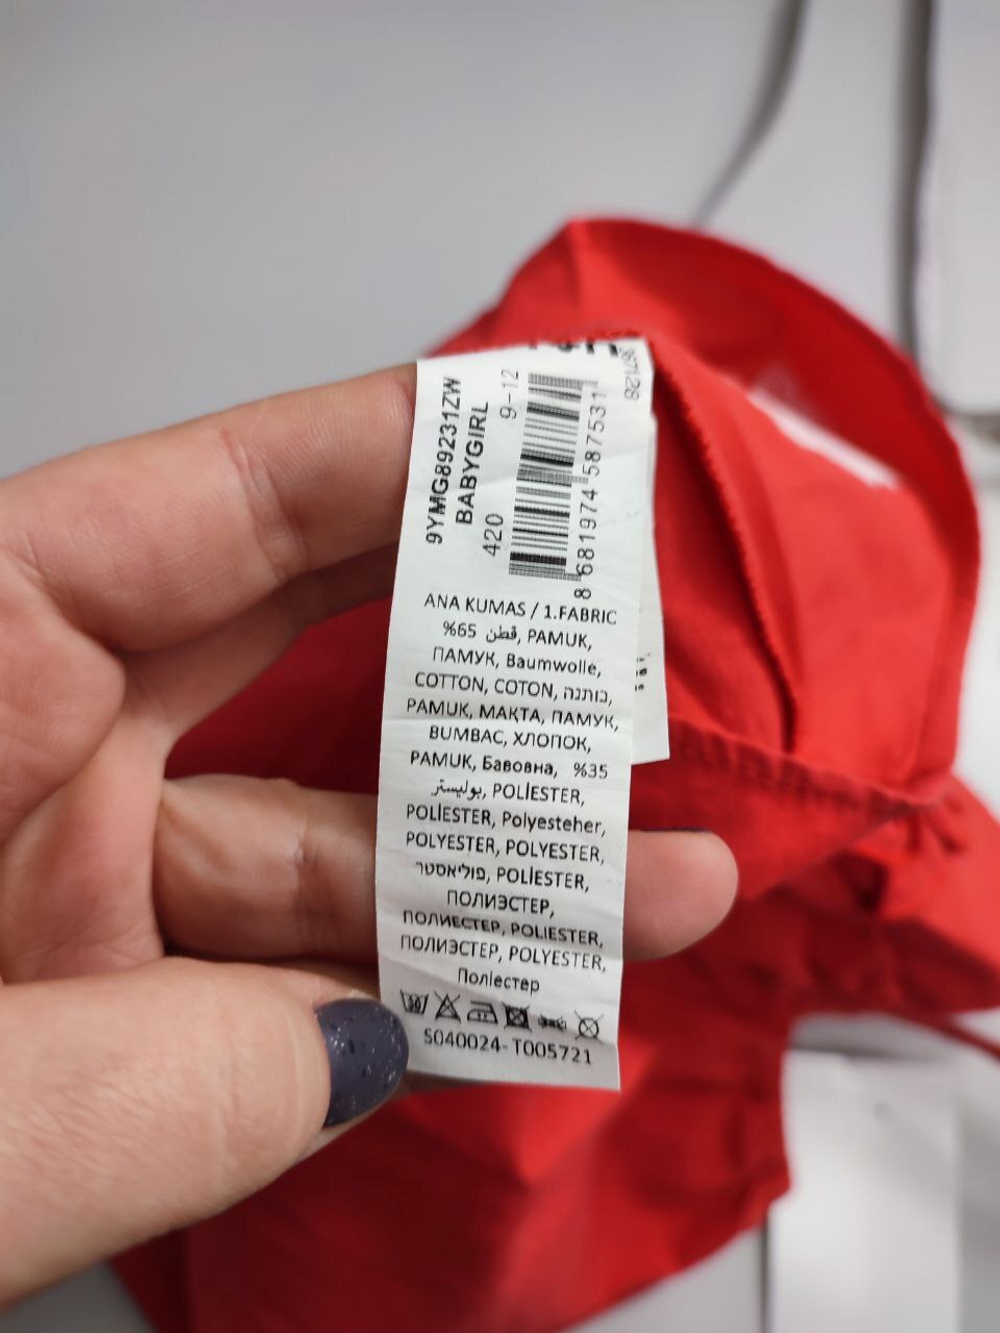 9YMG89231ZW
BABYGIRL
420 9-12
8 681974 587531
67128
ANA KUMAS / 1.FABRIC
%65 قطن, PAMUK,
ПАМУК, Baumwolle,
COTTON, COTON, כותנה,
PAMUK, МАҚТА, ПАМУК,
BUMBAC, ХЛОПОК,
PAMUK, Бавовна, %35
بوليستر, POLİESTER,
POLİESTER, Polyesteher,
POLYESTER, POLYESTER,
פוליאסטר, POLİESTER,
ПОЛИЭСТЕР,
ПОЛИЕСТЕР, POLIESTER,
ПОЛИЭСТЕР, POLYESTER,
Поліестер
30
S040024-T005721